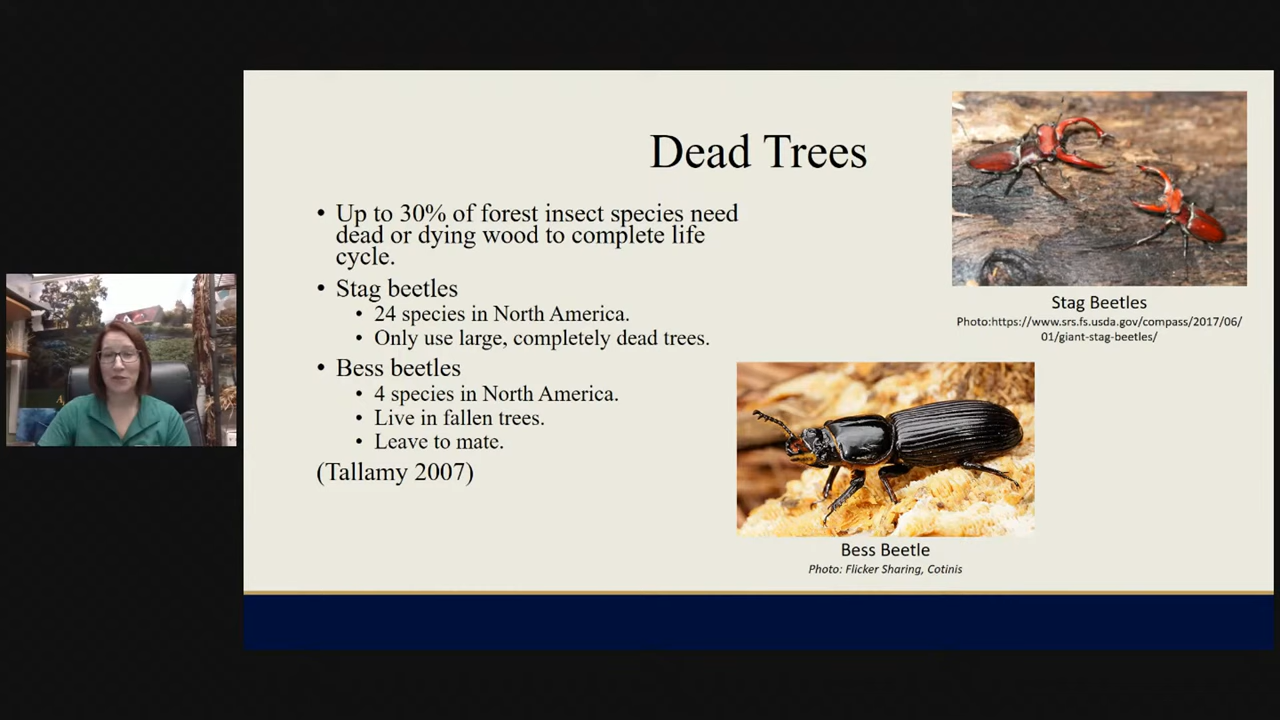 Dead Trees
• Up to 30% of forest insect species need
dead or dying wood to complete life
cycle.
• Stag beetles
• 24 species in North America.
• Only use large, completely dead trees.
• Bess beetles
• 4 species in North America.
• Live in fallen trees.
• Leave to mate.
(Tallamy 2007)
Stag Beetles
Photo:https://www.srs.fs.usda.gov/compass/2017/06/
01/giant-stag-beetles/
Bess Beetle
Photo: Flicker Sharing, Cotinis